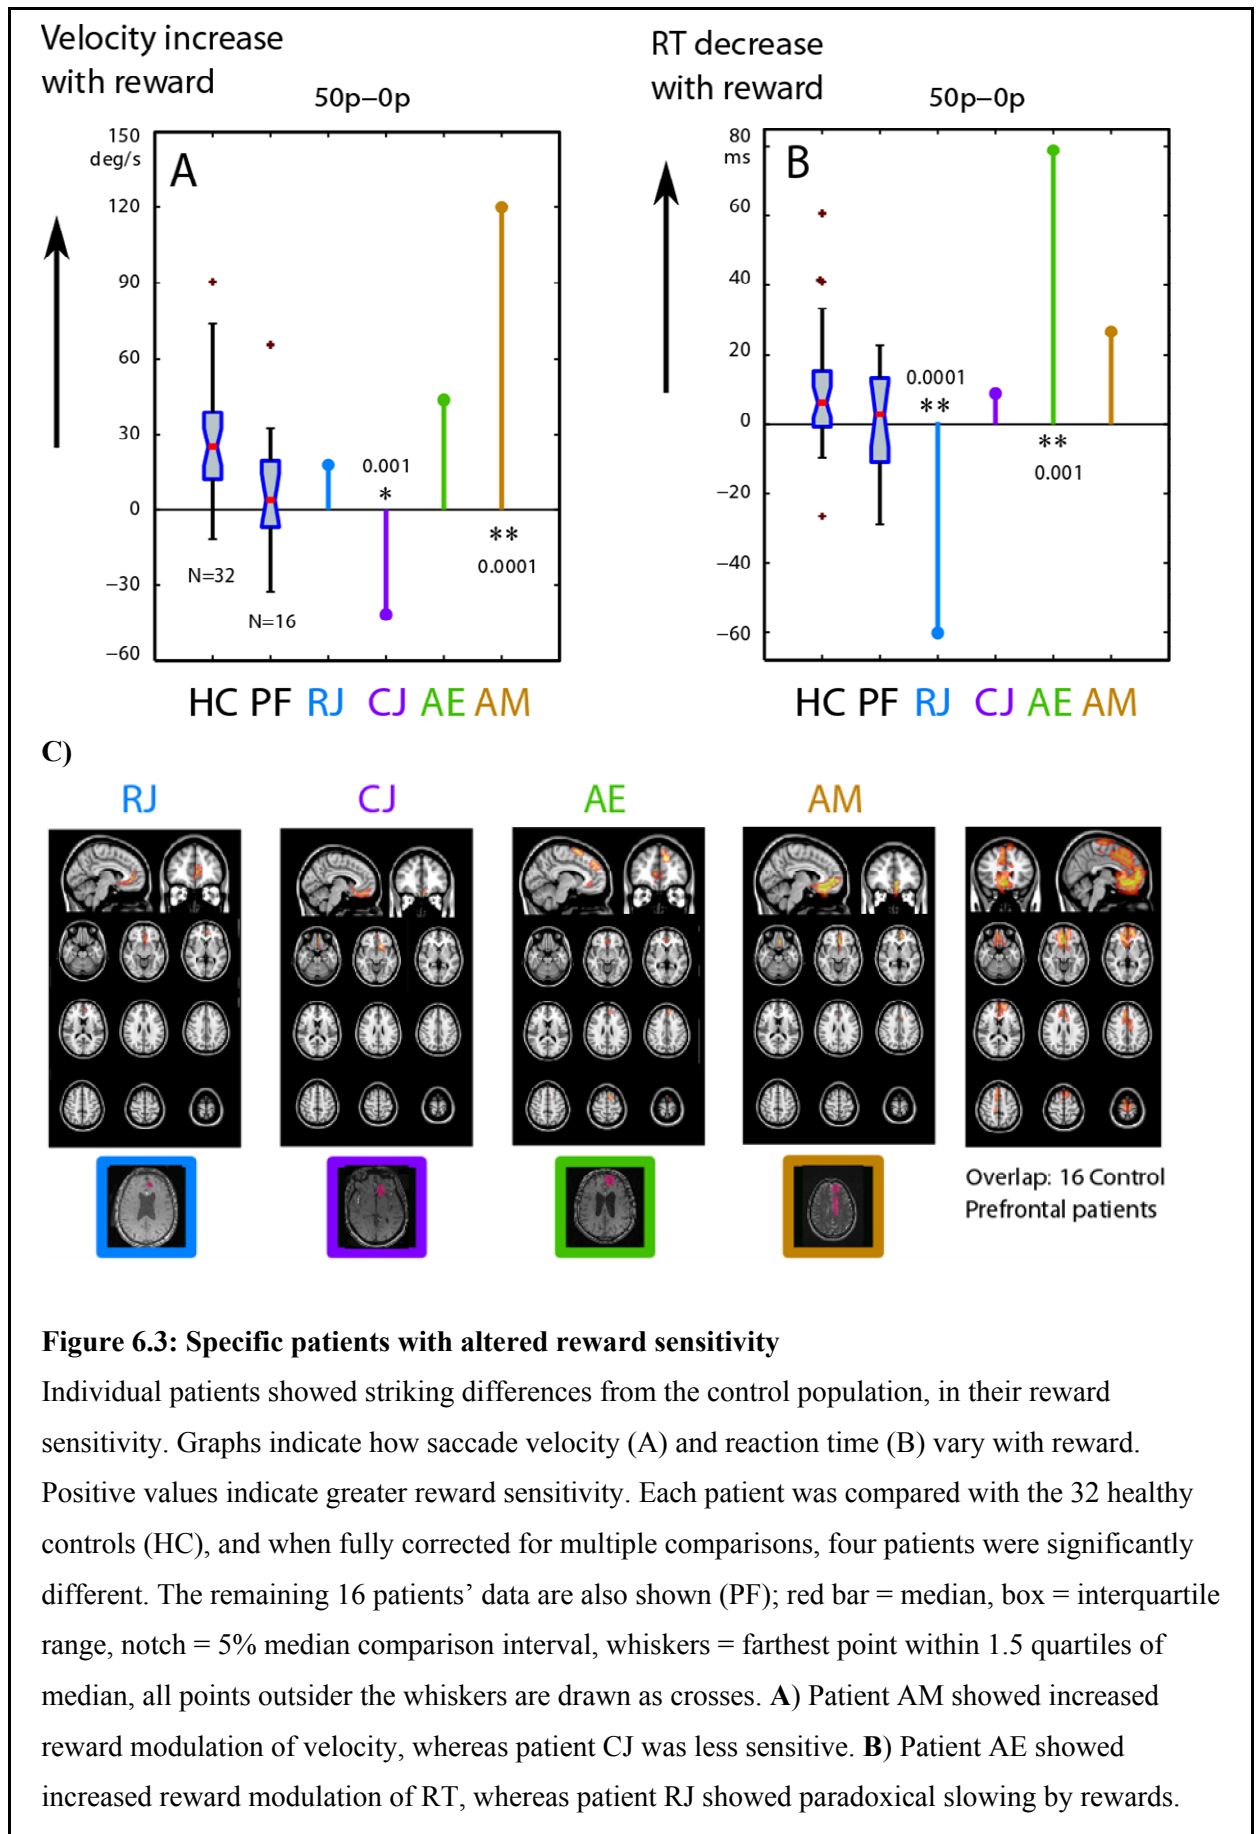 Velocity increase
with reward
50p–0p
150
deg/s
A
120
90
60
30
0
−30
−60
N=32
N=16
0.001
*
**
0.0001
HC PF RJ CJ AE AM
RT decrease
with reward
50p–0p
80
ms
B
60
40
20
0
−20
−40
−60
0.0001
**
**
0.001
HC PF RJ CJ AE AM
C)
RJ CJ AE AM
Overlap: 16 Control
Prefrontal patients
Figure 6.3: Specific patients with altered reward sensitivity
Individual patients showed striking differences from the control population, in their reward
sensitivity. Graphs indicate how saccade velocity (A) and reaction time (B) vary with reward.
Positive values indicate greater reward sensitivity. Each patient was compared with the 32 healthy
controls (HC), and when fully corrected for multiple comparisons, four patients were significantly
different. The remaining 16 patients’ data are also shown (PF); red bar = median, box = interquartile
range, notch = 5% median comparison interval, whiskers = farthest point within 1.5 quartiles of
median, all points outsider the whiskers are drawn as crosses. A) Patient AM showed increased
reward modulation of velocity, whereas patient CJ was less sensitive. B) Patient AE showed
increased reward modulation of RT, whereas patient RJ showed paradoxical slowing by rewards.